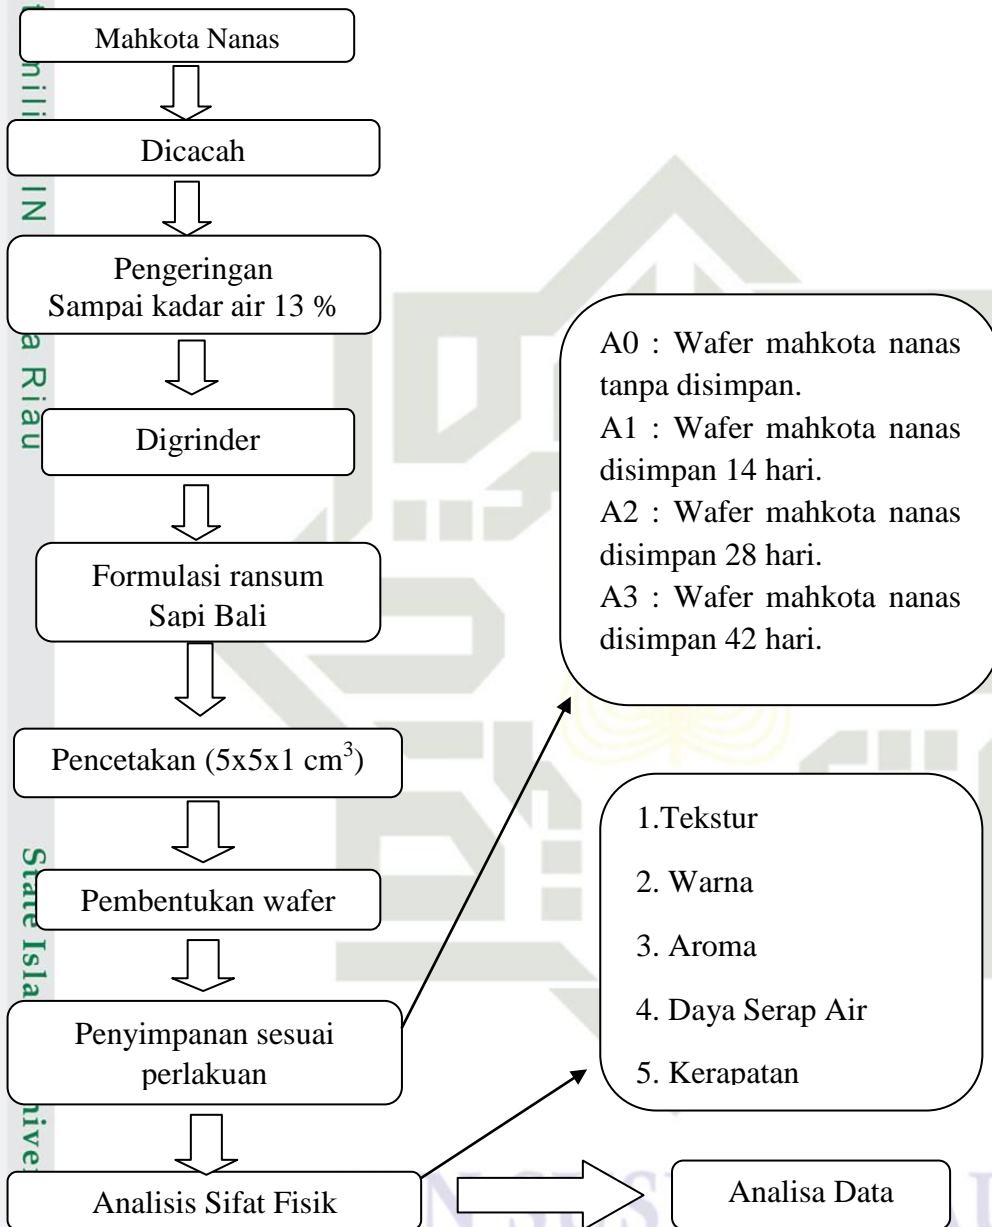 Mahkota Nanas
Dicacah
Pengeringan
Sampai kadar air 13 %
Digrinder
Formulasi ransum
Sapi Bali
Pencetakan (5x5x1 cm³)
Pembentukan wafer
Penyimpanan sesuai
perlakuan
Analisis Sifat Fisik
A0 : Wafer mahkota nanas
tanpa disimpan.
A1 : Wafer mahkota nanas
disimpan 14 hari.
A2 : Wafer mahkota nanas
disimpan 28 hari.
A3 : Wafer mahkota nanas
disimpan 42 hari.
1.Tekstur
2. Warna
3. Aroma
4. Daya Serap Air
5. Kerapatan
Analisa Data
Riau
State